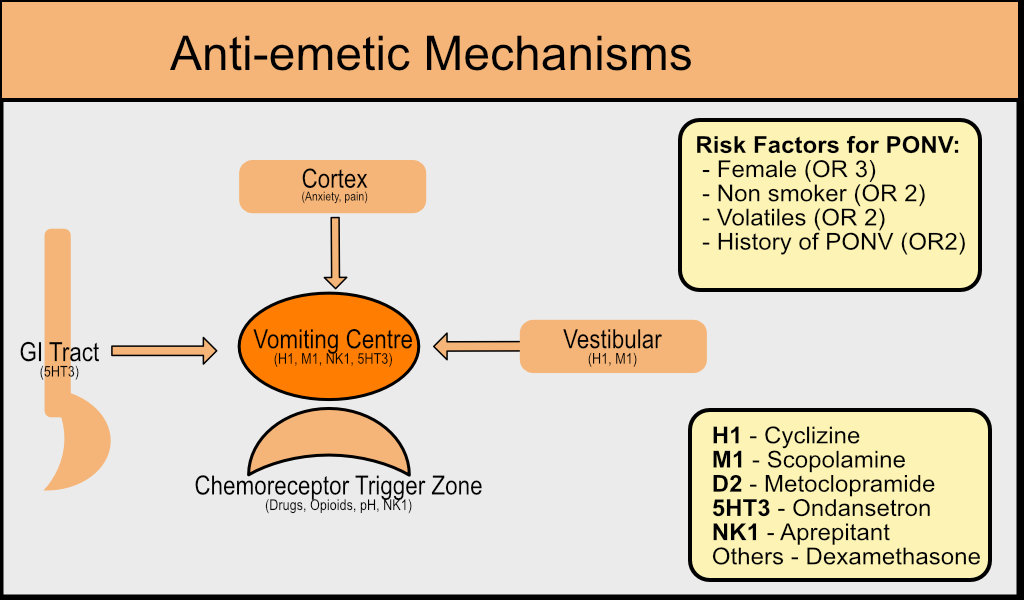 Anti-emetic Mechanisms
Cortex
(Anxiety, pain)
Risk Factors for PONV:
- Female (OR 3)
- Non smoker (OR 2)
- Volatiles (OR 2)
- History of PONV (OR2)
GI Tract
(5HT3)
Vomiting Centre
(H1, M1, NK1, 5HT3)
Vestibular
(H1, M1)
Chemoreceptor Trigger Zone
(Drugs, Opioids, pH, NK1)
H1 - Cyclizine
M1 - Scopolamine
D2 - Metoclopramide
5HT3 - Ondansetron
NK1 - Aprepitant
Others - Dexamethasone